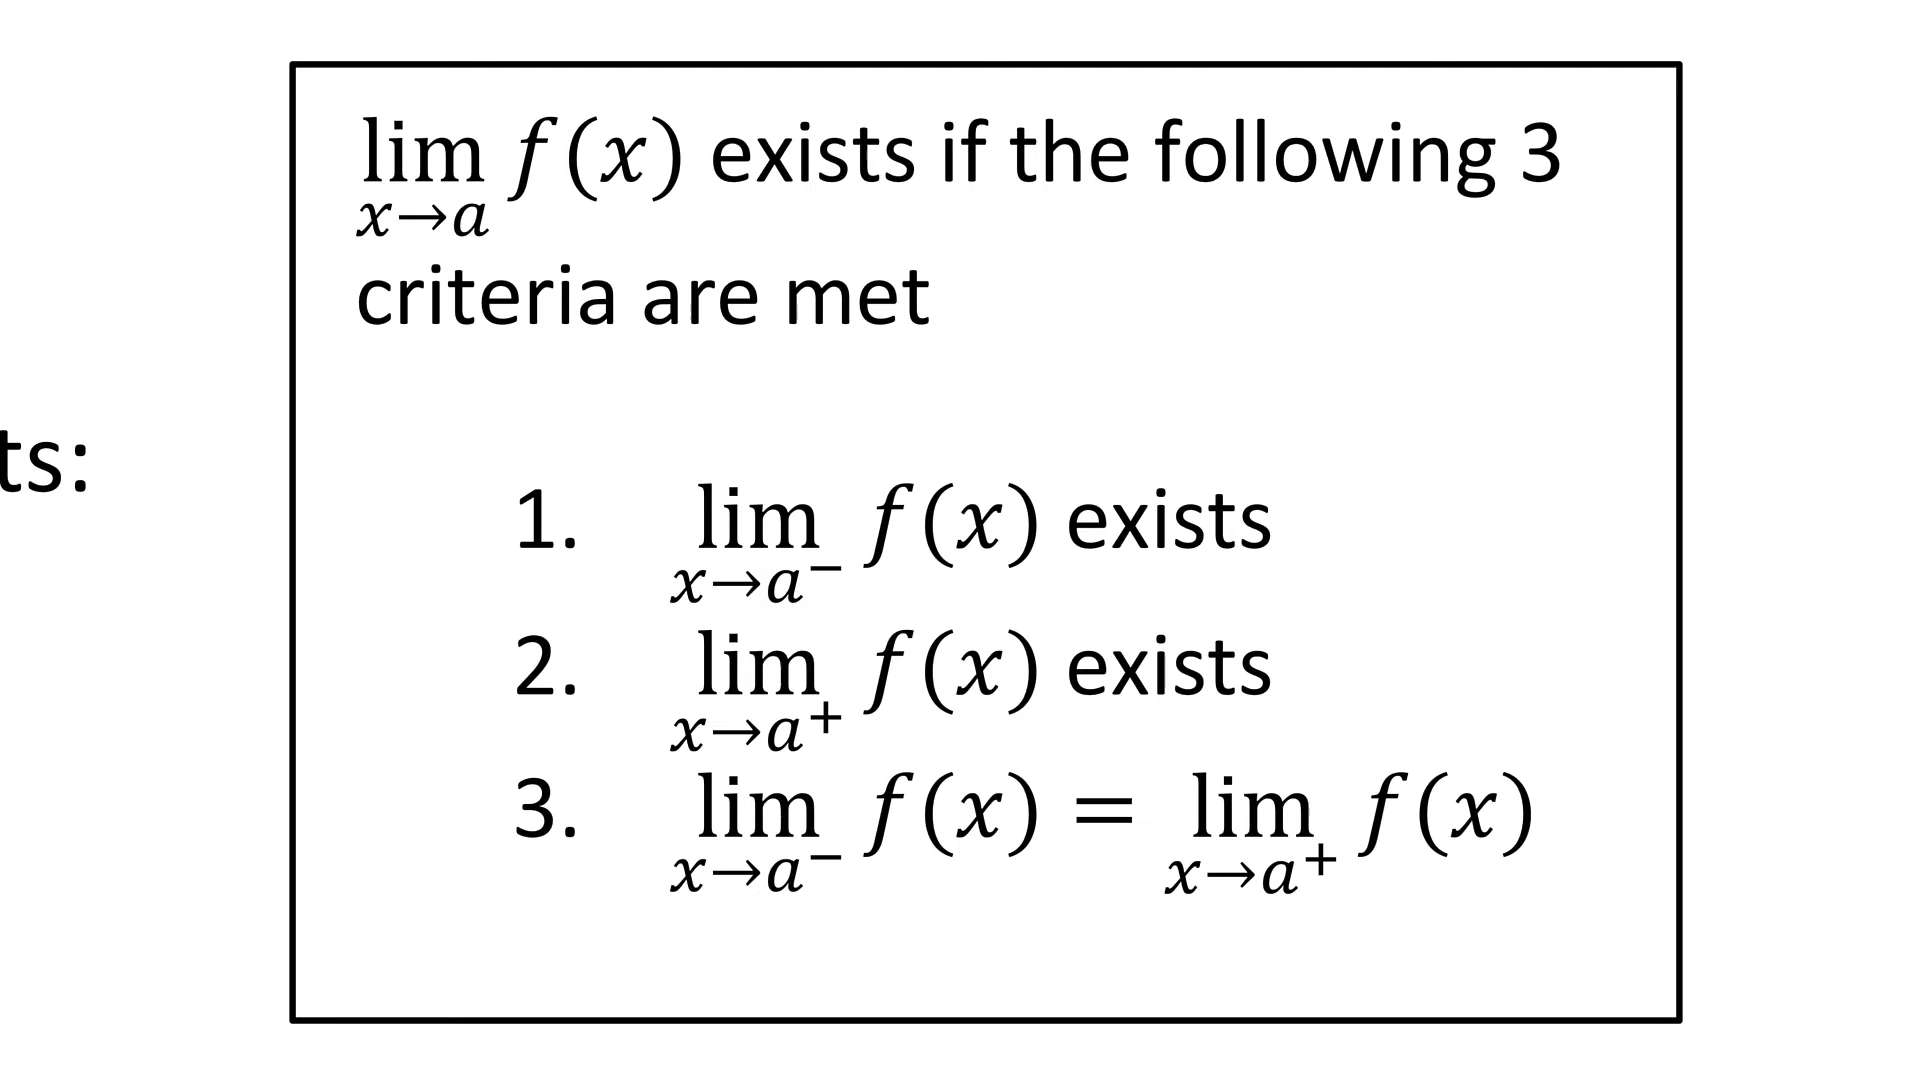 lim f(x) exists if the following 3
x→a
criteria are met
ts:
1. lim f(x) exists
x→a⁻
2. lim f(x) exists
x→a⁺
3. lim f(x) = lim f(x)
x→a⁻ x→a⁺